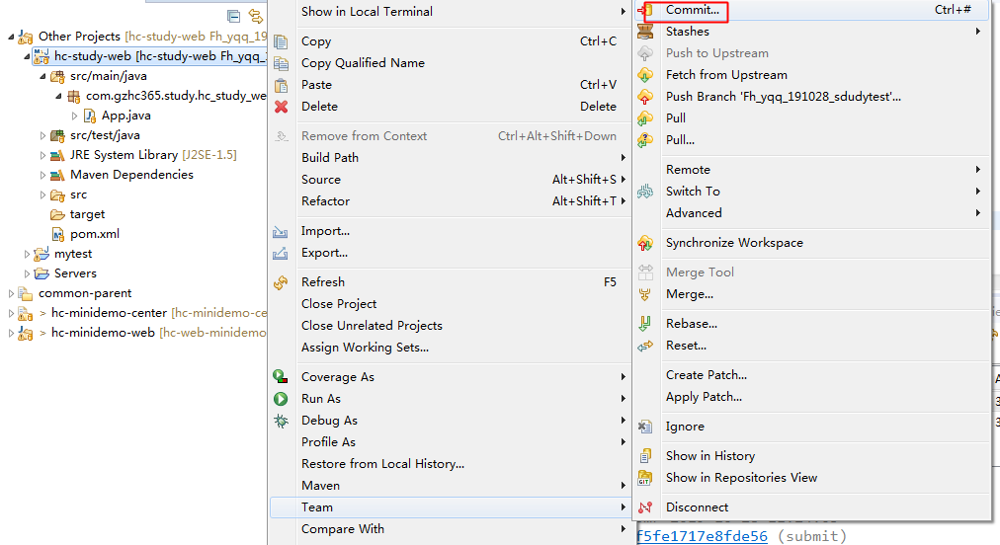 Other Projects [hc-study-web Fh_yqq_19
hc-study-web [hc-study-web Fh_yqq_
src/main/java
com.gzhc365.study.hc_study_we
App.java
src/test/java
JRE System Library [J2SE-1.5]
Maven Dependencies
src
target
pom.xml
mytest
Servers
common-parent
> hc-minidemo-center [hc-minidemo-ce
> hc-minidemo-web [hc-web-minidemo
Show in Local Terminal
Copy Ctrl+C
Copy Qualified Name
Paste Ctrl+V
Delete Delete
Remove from Context Ctrl+Alt+Shift+Down
Build Path
Source Alt+Shift+S
Refactor Alt+Shift+T
Import...
Export...
Refresh F5
Close Project
Close Unrelated Projects
Assign Working Sets...
Coverage As
Run As
Debug As
Profile As
Restore from Local History...
Maven
Team
Compare With
Commit... Ctrl+#
Stashes
Push to Upstream
Fetch from Upstream
Push Branch 'Fh_yqq_191028_sdudytest'...
Pull
Pull...
Remote
Switch To
Advanced
Synchronize Workspace
Merge Tool
Merge...
Rebase...
Reset...
Create Patch...
Apply Patch...
Ignore
Show in History
Show in Repositories View
Disconnect
f5fe1717e8fde56 (submit)